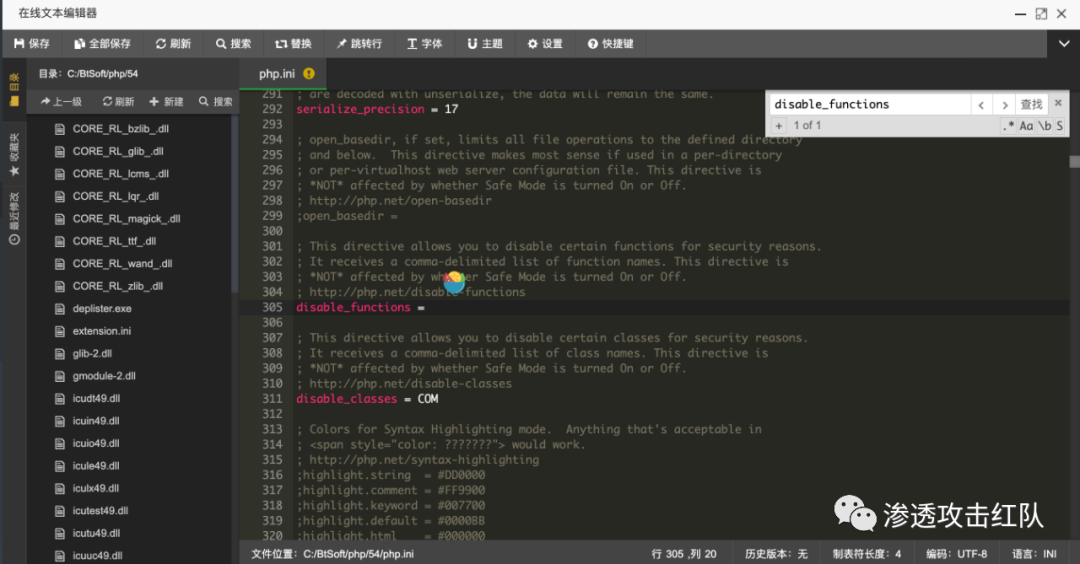 在线文本编辑器
保存 全部保存 刷新 搜索 替换 跳转行 字体 主题 设置 快捷键
目录
收藏夹
最近修改
目录：C:/BtSoft/php/54
上一级 刷新 新建 搜索
CORE_RL_bzlib_.dll
CORE_RL_glib_.dll
CORE_RL_lcms_.dll
CORE_RL_lqr_.dll
CORE_RL_magick_.dll
CORE_RL_ttf_.dll
CORE_RL_wand_.dll
CORE_RL_zlib_.dll
deplister.exe
extension.ini
glib-2.dll
gmodule-2.dll
icudt49.dll
icuin49.dll
icuio49.dll
icule49.dll
iculx49.dll
icutest49.dll
icutu49.dll
icuuc49.dll
php.ini
disable_functions 查找
+ 1 of 1 .* Aa \b S
291 ; are decoded with unserialize, the data will remain the same.
292 serialize_precision = 17
293
294 ; open_basedir, if set, limits all file operations to the defined directory
295 ; and below.  This directive makes most sense if used in a per-directory
296 ; or per-virtualhost web server configuration file. This directive is
297 ; *NOT* affected by whether Safe Mode is turned On or Off.
298 ; http://php.net/open-basedir
299 ;open_basedir =
300
301 ; This directive allows you to disable certain functions for security reasons.
302 ; It receives a comma-delimited list of function names. This directive is
303 ; *NOT* affected by whether Safe Mode is turned On or Off.
304 ; http://php.net/disable-functions
305 disable_functions =
306
307 ; This directive allows you to disable certain classes for security reasons.
308 ; It receives a comma-delimited list of class names. This directive is
309 ; *NOT* affected by whether Safe Mode is turned On or Off.
310 ; http://php.net/disable-classes
311 disable_classes = COM
312
313 ; Colors for Syntax Highlighting mode.  Anything that's acceptable in
314 ; <span style="color: ???????"> would work.
315 ; http://php.net/syntax-highlighting
316 ;highlight.string  = #DD0000
317 ;highlight.comment = #FF9900
318 ;highlight.keyword = #007700
319 ;highlight.default = #0000BB
320 ;highlight.html    = #000000
渗透攻击红队
文件位置：C:/BtSoft/php/54/php.ini 行 305 ,列 20 历史版本：无 制表符长度：4 编码：UTF-8 语言：INI